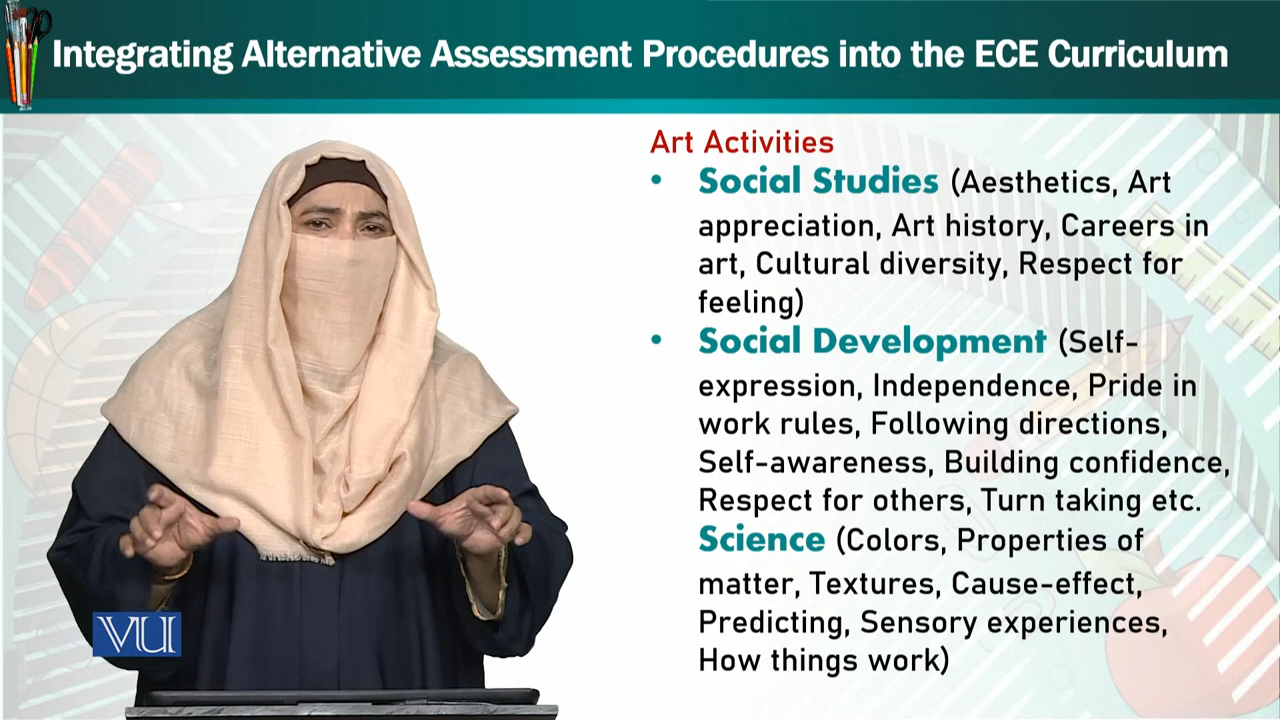 Integrating Alternative Assessment Procedures into the ECE Curriculum
Art Activities
• Social Studies (Aesthetics, Art
appreciation, Art history, Careers in
art, Cultural diversity, Respect for
feeling)
• Social Development (Self-
expression, Independence, Pride in
work rules, Following directions,
Self-awareness, Building confidence,
Respect for others, Turn taking etc.
Science (Colors, Properties of
matter, Textures, Cause-effect,
Predicting, Sensory experiences,
How things work)
VU